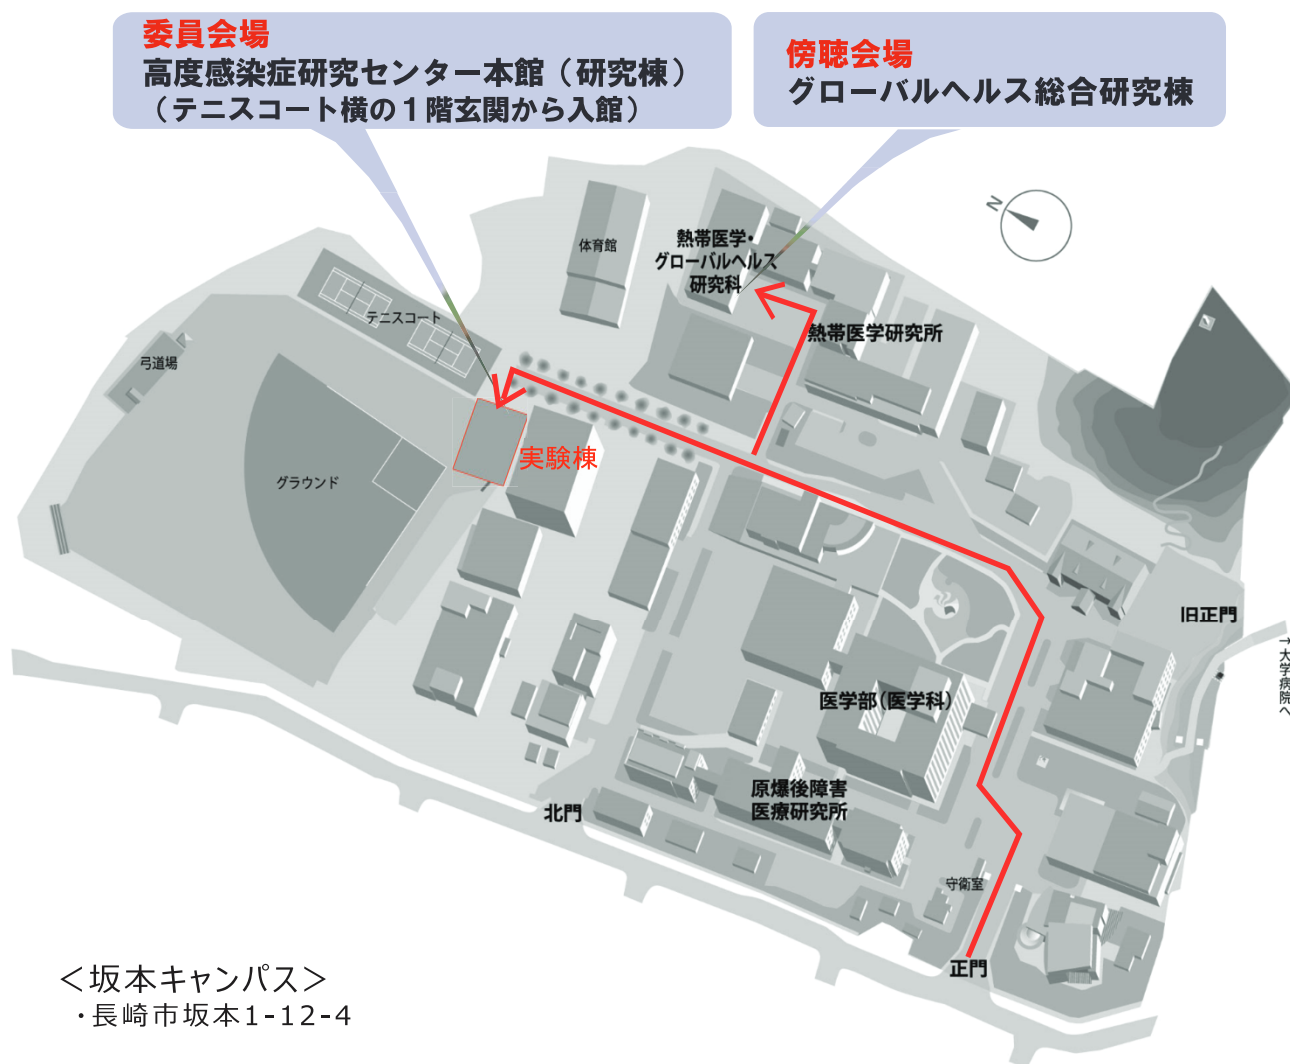 委員会場
高度感染症研究センター本館（研究棟）
（テニスコート横の１階玄関から入館）
傍聴会場
グローバルヘルス総合研究棟
N
体育館
熱帯医学・
グローバルヘルス
研究科
テニスコート
熱帯医学研究所
弓道場
実験棟
グラウンド
旧正門
→大学病院へ
医学部(医学科)
原爆後障害
医療研究所
北門
守衛室
正門
＜坂本キャンパス＞
・長崎市坂本1-12-4